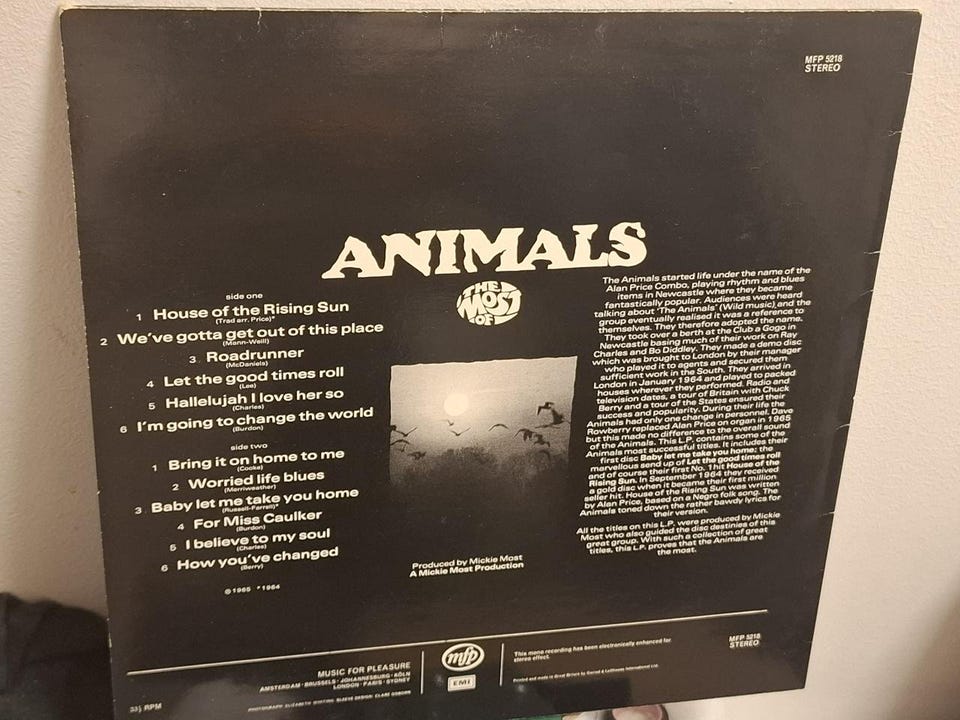 MFP 5218
STEREO
ANIMALS
THE
MOST
OF
side one
1 House of the Rising Sun
(Trad arr. Price)*
2 We've gotta get out of this place
(Mann-Weill)
3 Roadrunner
(McDaniels)
4 Let the good times roll
(Lee)
5 Hallelujah I love her so
(Charles)
6 I'm going to change the world
(Burdon)
side two
1 Bring it on home to me
(Cooke)
2 Worried life blues
(Merriweather)
3 Baby let me take you home
(Russell-Farrell)*
4 For Miss Caulker
(Burdon)
5 I believe to my soul
(Charles)
6 How you've changed
(Berry)
℗1965 *1964
Produced by Mickie Most
A Mickie Most Production
The Animals started life under the name of the
Alan Price Combo, playing rhythm and blues
items in Newcastle where they became
fantastically popular. Audiences were heard
talking about 'The Animals' (Wild music) and the
group eventually realised it was a reference to
themselves. They therefore adopted the name.
They took over a berth at the Club a Gogo in
Newcastle basing much of their work on Ray
Charles and Bo Diddley. They made a demo disc
which was brought to London by their manager
who played it to agents and secured them
sufficient work in the South. They arrived in
London in January 1964 and played to packed
houses wherever they performed. Radio and
television dates, a tour of Britain with Chuck
Berry and a tour of the States ensured their
success and popularity. During their life the
Animals had only one change in personnel. Dave
Rowberry replaced Alan Price on organ in 1965
but this made no difference to the overall sound
of the Animals. This L.P. contains some of the
Animals most successful titles. It includes their
first disc Baby let me take you home: the
marvellous send up of Let the good times roll
and of course their first No. 1 hit House of the
Rising Sun. In September 1964 they received
a gold disc when it became their first million
seller hit. House of the Rising Sun was written
by Alan Price, based on a Negro folk song. The
Animals toned down the rather bawdy lyrics for
their version.
All the titles on this L.P. were produced by Mickie
Most who also guided the disc destinies of this
great group. With such a collection of great
titles, this L.P. proves that the Animals are
the most.
MUSIC FOR PLEASURE
AMSTERDAM · BRUSSELS · JOHANNESBURG · KÖLN
LONDON · PARIS · SYDNEY
PHOTOGRAPH: ELIZABETH WHITING SLEEVE DESIGN: CLARE OSBORN
33⅓ RPM
mfp
EMI
This mono recording has been electronically enhanced for
stereo effect.
Printed and made in Great Britain by Garrod & Lofthouse International Ltd.
MFP 5218
STEREO